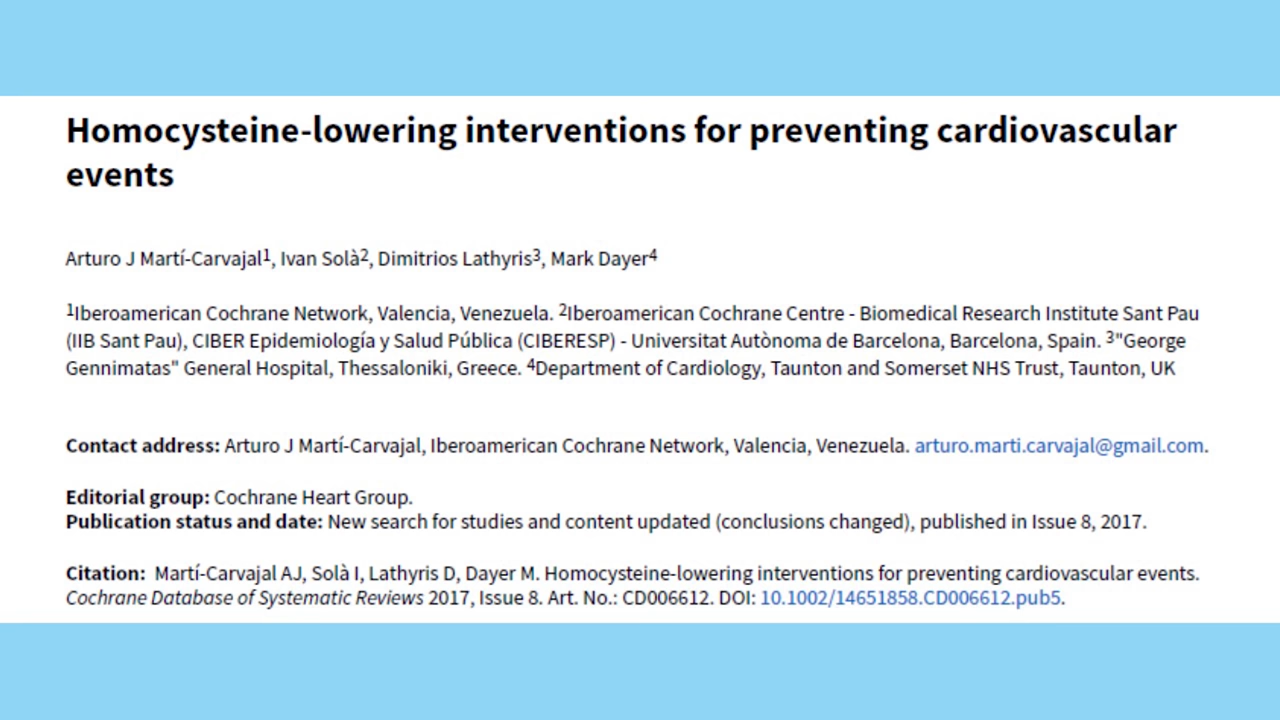 Homocysteine-lowering interventions for preventing cardiovascular
events
Arturo J Martí-Carvajal1, Ivan Solà2, Dimitrios Lathyris3, Mark Dayer4
1Iberoamerican Cochrane Network, Valencia, Venezuela. 2Iberoamerican Cochrane Centre - Biomedical Research Institute Sant Pau
(IIB Sant Pau), CIBER Epidemiología y Salud Pública (CIBERESP) - Universitat Autònoma de Barcelona, Barcelona, Spain. 3"George
Gennimatas" General Hospital, Thessaloniki, Greece. 4Department of Cardiology, Taunton and Somerset NHS Trust, Taunton, UK
Contact address: Arturo J Martí-Carvajal, Iberoamerican Cochrane Network, Valencia, Venezuela. arturo.marti.carvajal@gmail.com.
Editorial group: Cochrane Heart Group.
Publication status and date: New search for studies and content updated (conclusions changed), published in Issue 8, 2017.
Citation: Martí-Carvajal AJ, Solà I, Lathyris D, Dayer M. Homocysteine-lowering interventions for preventing cardiovascular events.
Cochrane Database of Systematic Reviews 2017, Issue 8. Art. No.: CD006612. DOI: 10.1002/14651858.CD006612.pub5.